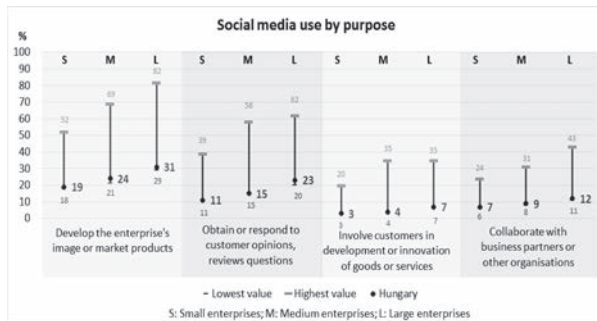 Social media use by purpose
%
100
90
80
70
60
50
40
30
20
10
0
S M L S M L S M L S M L
52 69 82 39 58 62 20 35 35 24 31 43
19 24 31 11 15 23 3 4 7 7 9 12
18 21 29 11 15 20 3 4 7 6 8 11
Develop the enterprise's
image or market products
Obtain or respond to
customer opinions,
reviews questions
Involve customers in
development or innovation
of goods or services
Collaborate with
business partners or
other organisations
Lowest value Highest value Hungary
S: Small enterprises; M: Medium enterprises; L: Large enterprises